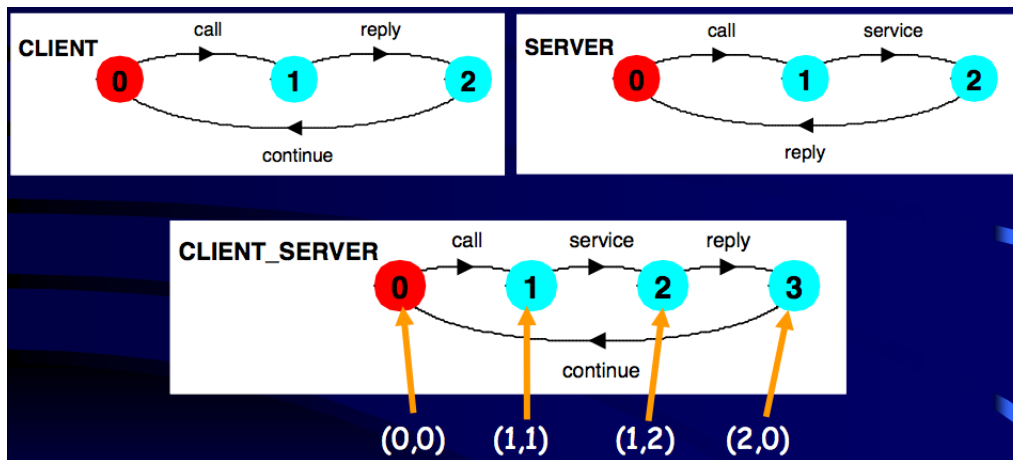 CLIENT
call
reply
0
1
2
continue
SERVER
call
service
0
1
2
reply
CLIENT_SERVER
call
service
reply
0
1
2
3
continue
(0,0) (1,1) (1,2) (2,0)